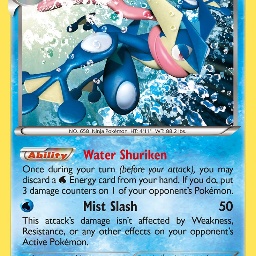 NO. 658 Ninja Pokémon HT: 4'11" WT: 88.2 lbs.
Ability Water Shuriken
Once during your turn (before your attack), you may
discard a Energy card from your hand. If you do, put
3 damage counters on 1 of your opponent's Pokémon.
Mist Slash 50
This attack's damage isn't affected by Weakness,
Resistance, or any other effects on your opponent's
Active Pokémon.